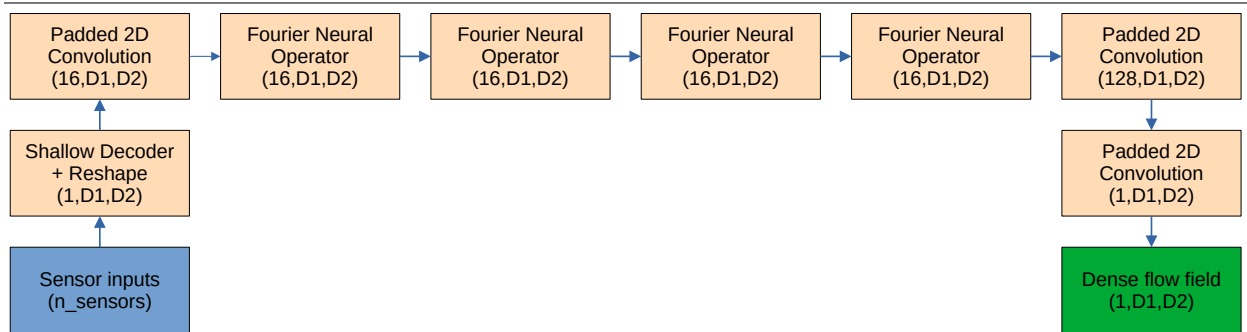 Padded 2D
Convolution
(16,D1,D2)
Fourier Neural
Operator
(16,D1,D2)
Fourier Neural
Operator
(16,D1,D2)
Fourier Neural
Operator
(16,D1,D2)
Fourier Neural
Operator
(16,D1,D2)
Padded 2D
Convolution
(128,D1,D2)
Shallow Decoder
+ Reshape
(1,D1,D2)
Padded 2D
Convolution
(1,D1,D2)
Sensor inputs
(n_sensors)
Dense flow field
(1,D1,D2)